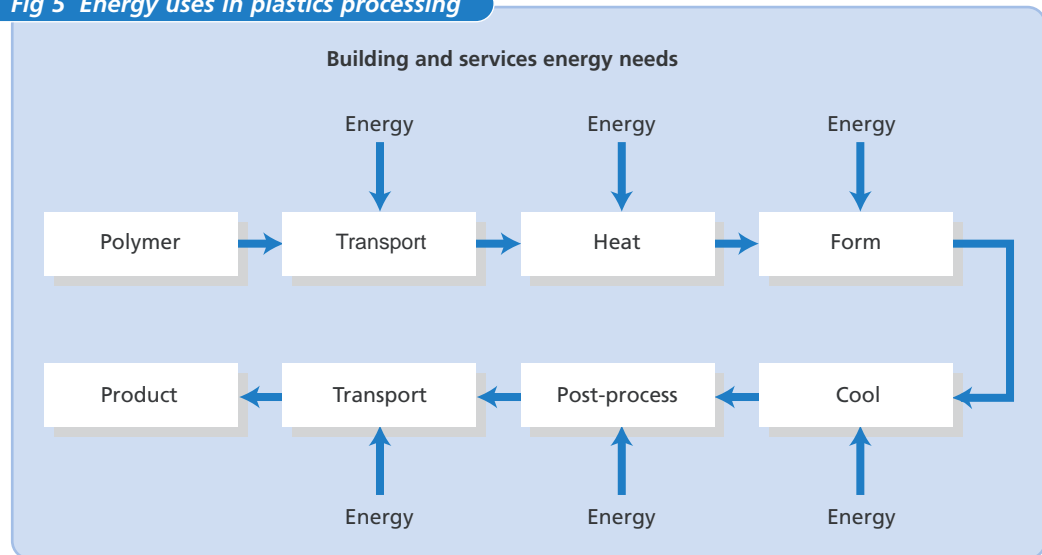 Fig 5 Energy uses in plastics processing
Building and services energy needs
Energy Energy Energy
Polymer Transport Heat Form
Product Transport Post-process Cool
Energy Energy Energy